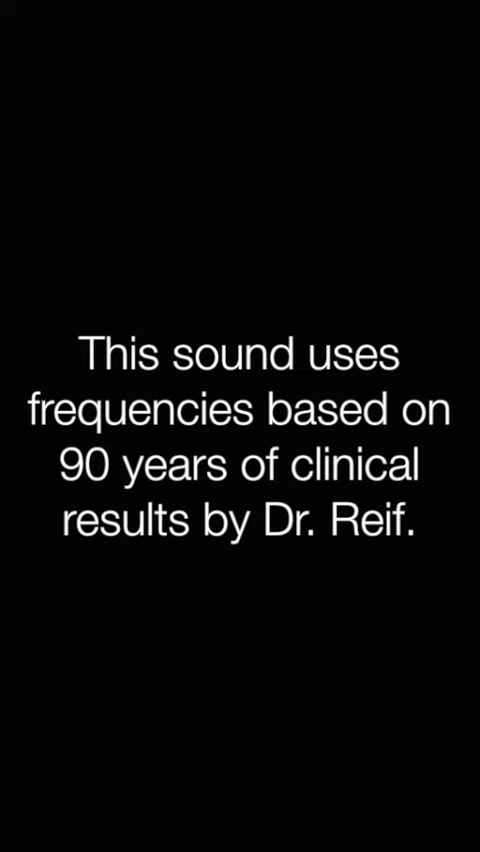 This sound uses
frequencies based on
90 years of clinical
results by Dr. Reif.